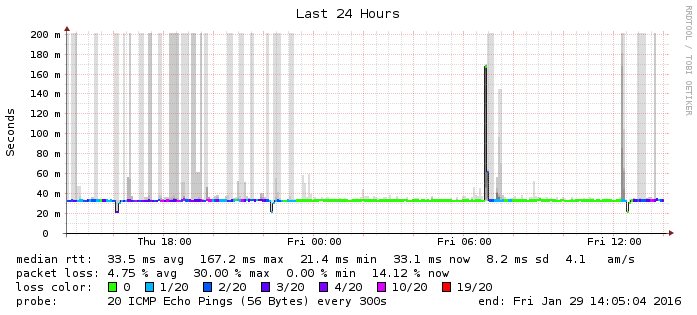 Last 24 Hours
RRDTOOL / TOBI OETIKER
Seconds
200 m
180 m
160 m
140 m
120 m
100 m
80 m
60 m
40 m
20 m
0
Thu 18:00 Fri 00:00 Fri 06:00 Fri 12:00
median rtt: 33.5 ms avg 167.2 ms max 21.4 ms min 33.1 ms now 8.2 ms sd 4.1 am/s
packet loss: 4.75 % avg 30.00 % max 0.00 % min 14.12 % now
loss color: 0 1/20 2/20 3/20 4/20 10/20 19/20
probe: 20 ICMP Echo Pings (56 Bytes) every 300s end: Fri Jan 29 14:05:04 2016